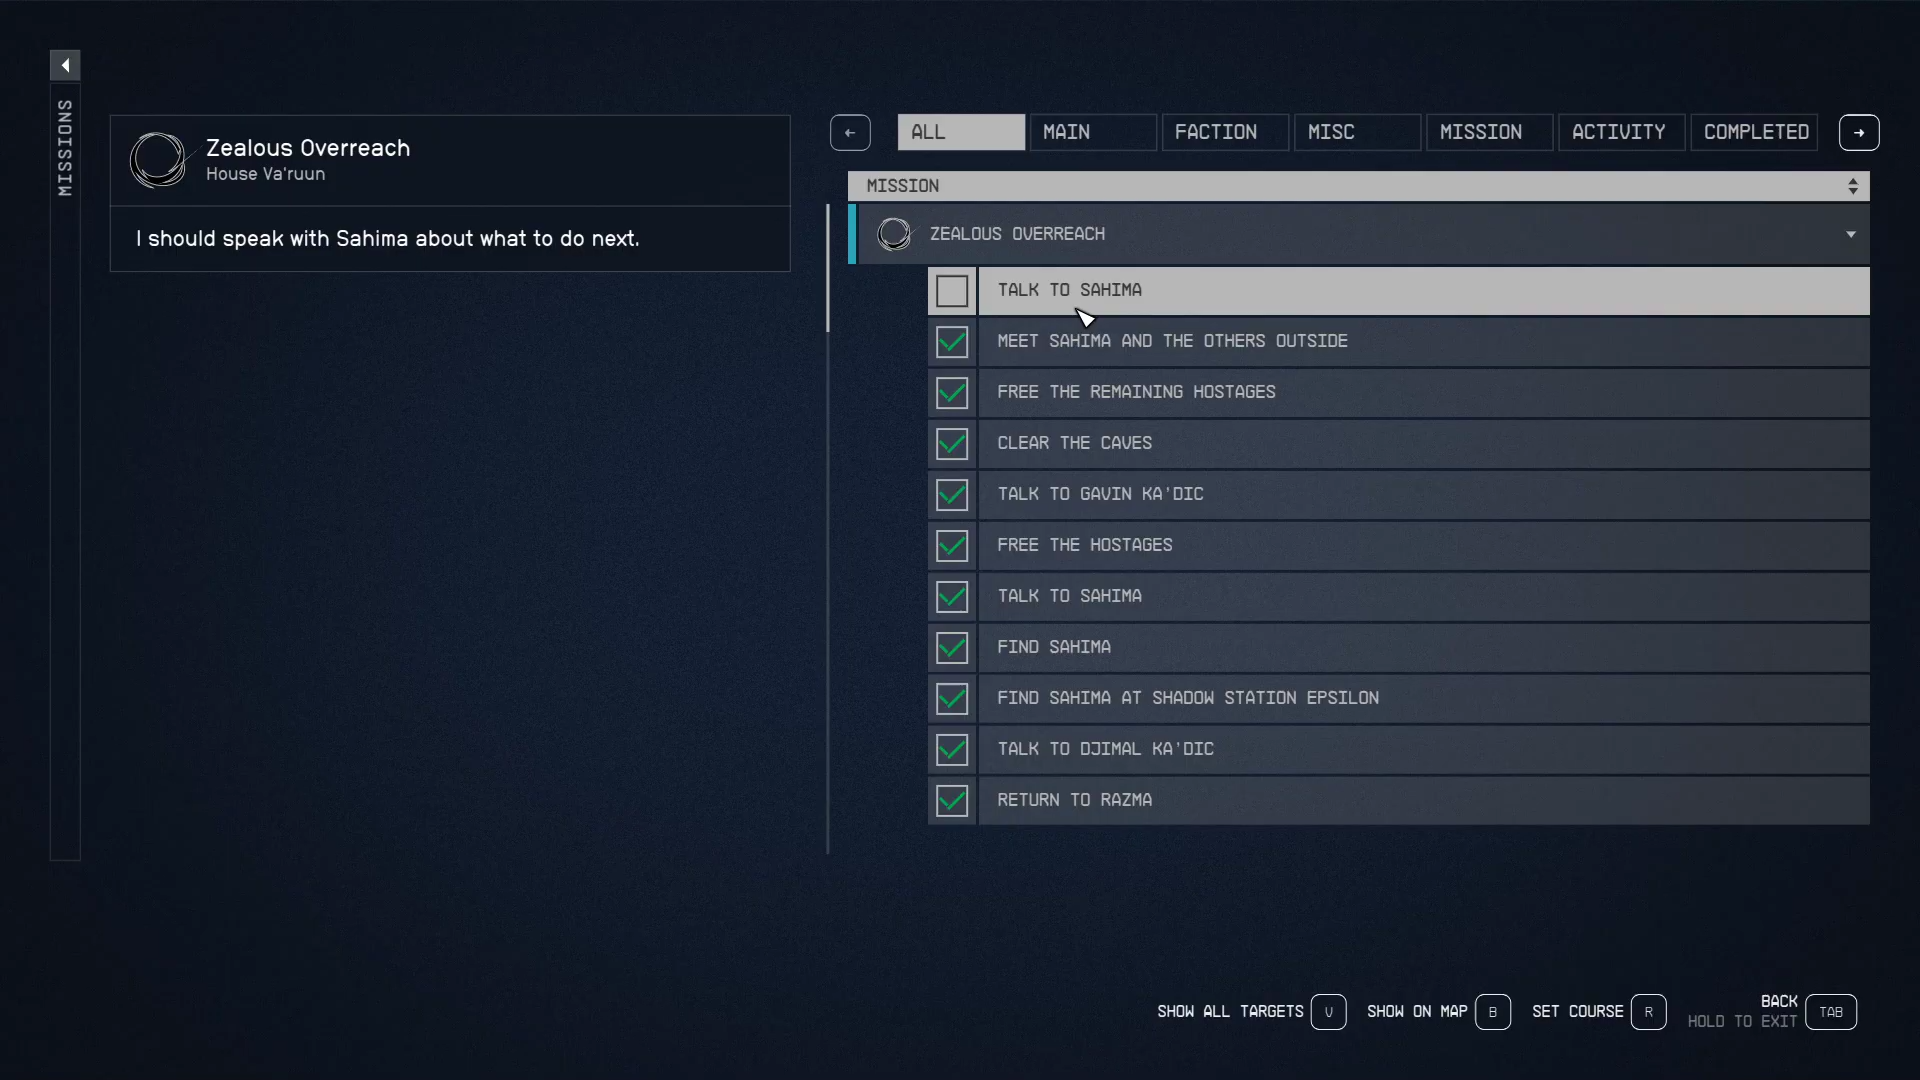 MISSIONS
Zealous Overreach
House Va'ruun
I should speak with Sahima about what to do next.
ALL
MAIN
FACTION
MISC
MISSION
ACTIVITY
COMPLETED
MISSION
ZEALOUS OVERREACH
TALK TO SAHIMA
MEET SAHIMA AND THE OTHERS OUTSIDE
FREE THE REMAINING HOSTAGES
CLEAR THE CAVES
TALK TO GAVIN KA'DIC
FREE THE HOSTAGES
TALK TO SAHIMA
FIND SAHIMA
FIND SAHIMA AT SHADOW STATION EPSILON
TALK TO DJIMAL KA'DIC
RETURN TO RAZMA
SHOW ALL TARGETS V
SHOW ON MAP B
SET COURSE R
BACK
HOLD TO EXIT
TAB